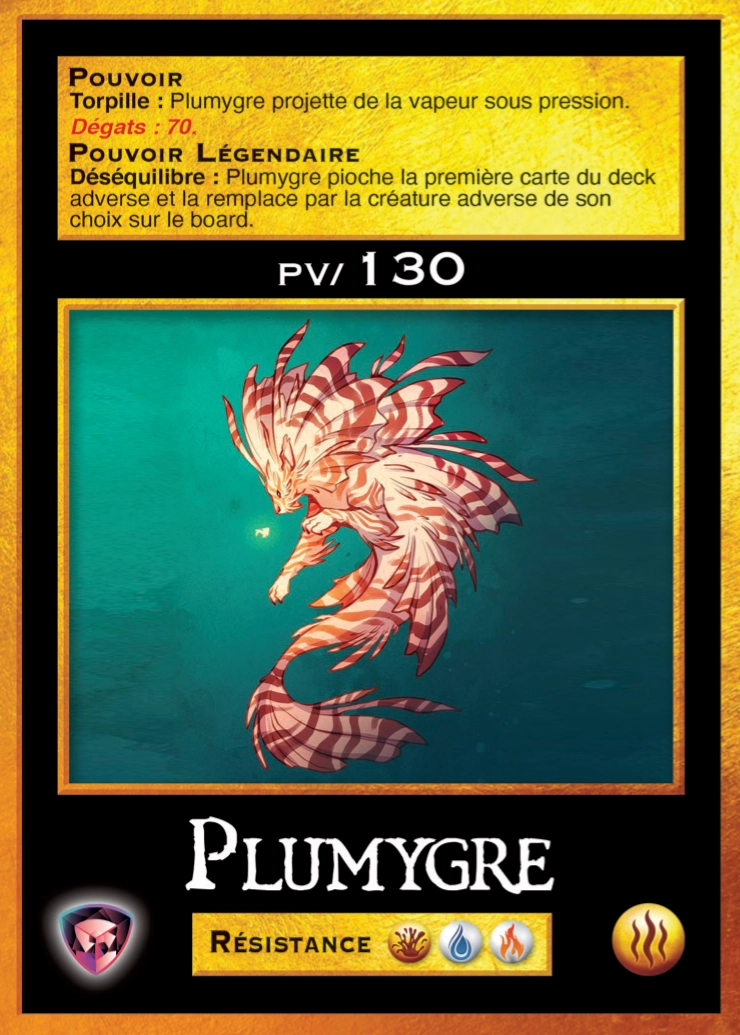 Pouvoir
Torpille : Plumygre projette de la vapeur sous pression.
Dégats : 70.
Pouvoir Légendaire
Déséquilibre : Plumygre pioche la première carte du deck
adverse et la remplace par la créature adverse de son
choix sur le board.
PV/ 130
Plumygre
Résistance